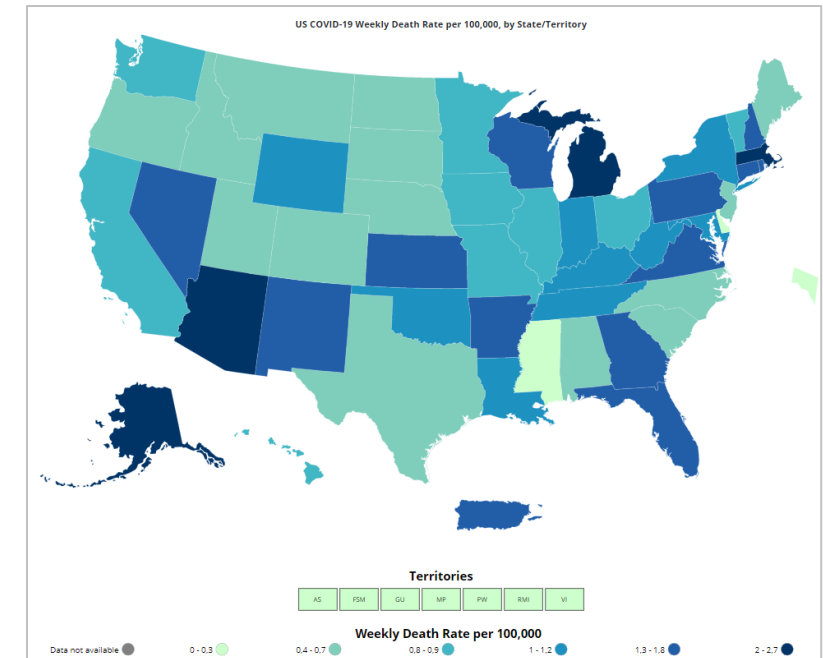 US COVID-19 Weekly Death Rate per 100,000, by State/Territory
Territories
AS FSM GU MP PW RMI VI
Weekly Death Rate per 100,000
Data not available 0 - 0.3 0.4 - 0.7 0.8 - 0.9 1 - 1.2 1.3 - 1.8 2 - 2.7